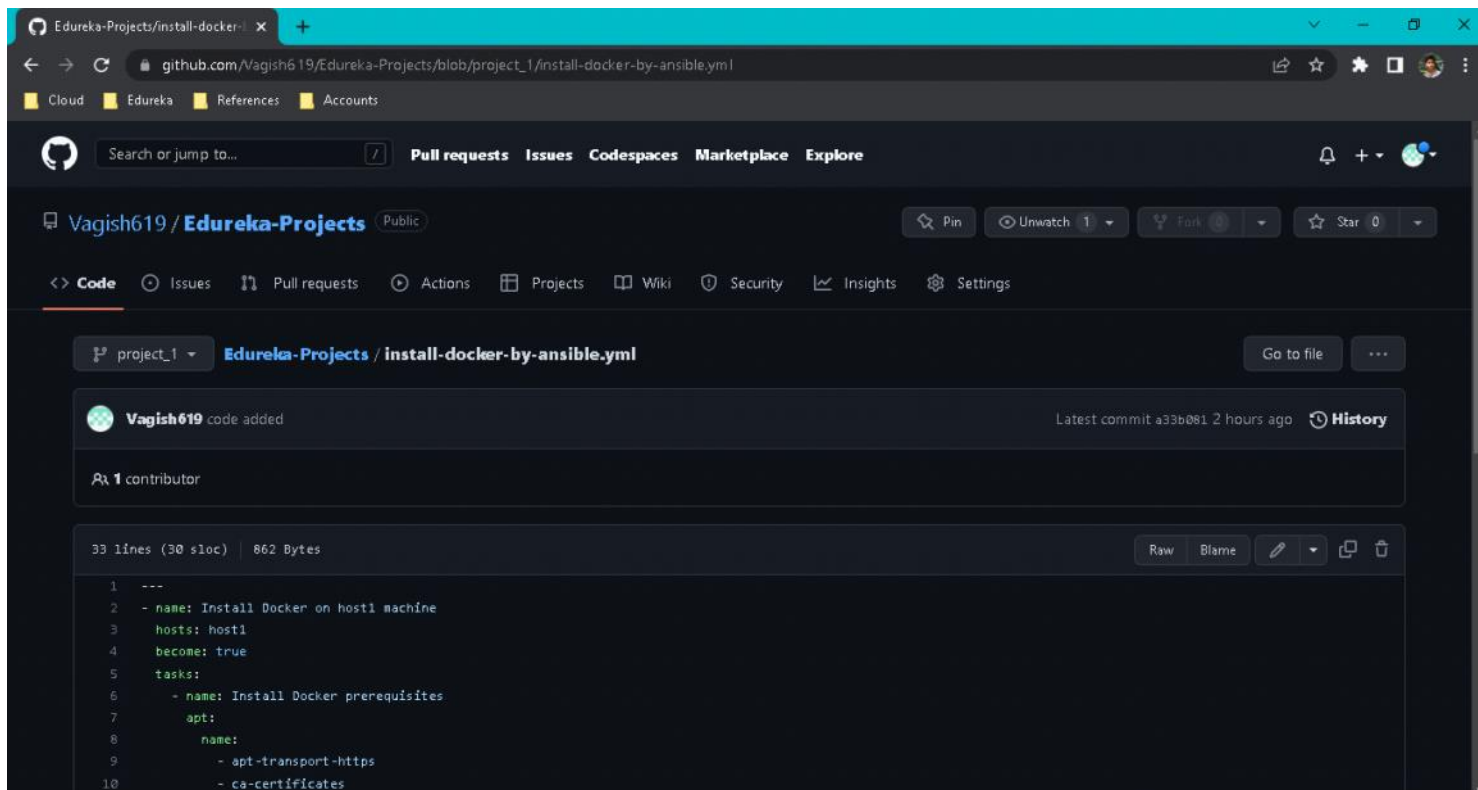 Edureka-Projects/install-docker-
github.com/Vagish619/Edureka-Projects/blob/project_1/install-docker-by-ansible.yml
Cloud Edureka References Accounts
Search or jump to... / Pull requests Issues Codespaces Marketplace Explore
Vagish619 / Edureka-Projects Public Pin Unwatch 1 Fork 0 Star 0
<> Code Issues Pull requests Actions Projects Wiki Security Insights Settings
project_1 Edureka-Projects / install-docker-by-ansible.yml Go to file ...
Vagish619 code added Latest commit a33b081 2 hours ago History
1 contributor
33 lines (30 sloc) 862 Bytes Raw Blame
1 ---
2 - name: Install Docker on host1 machine
3 hosts: host1
4 become: true
5 tasks:
6 - name: Install Docker prerequisites
7 apt:
8 name:
9 - apt-transport-https
10 - ca-certificates